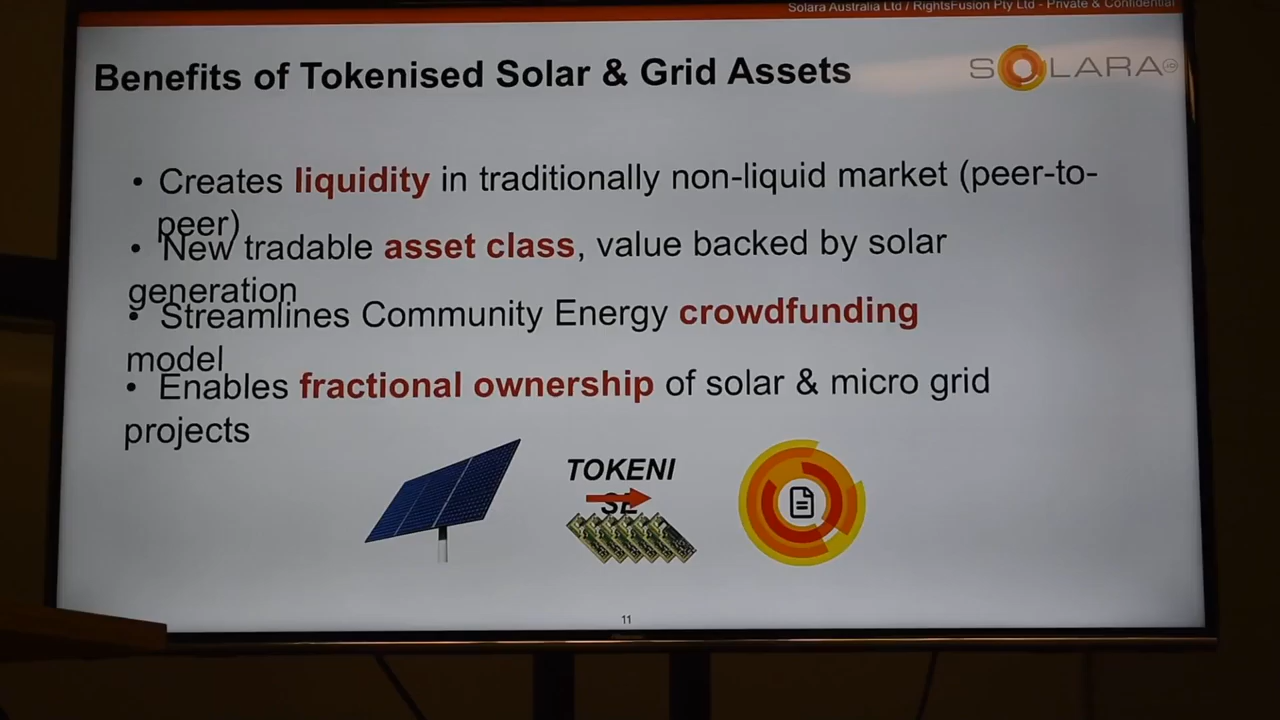 Solara Australia Ltd / RightsFusion Pty Ltd - Private & Confidential
Benefits of Tokenised Solar & Grid Assets
SOLARA.IO
• Creates liquidity in traditionally non-liquid market (peer-to-
peer)
• New tradable asset class, value backed by solar
generation
• Streamlines Community Energy crowdfunding
model
• Enables fractional ownership of solar & micro grid
projects
TOKENI
SE
11